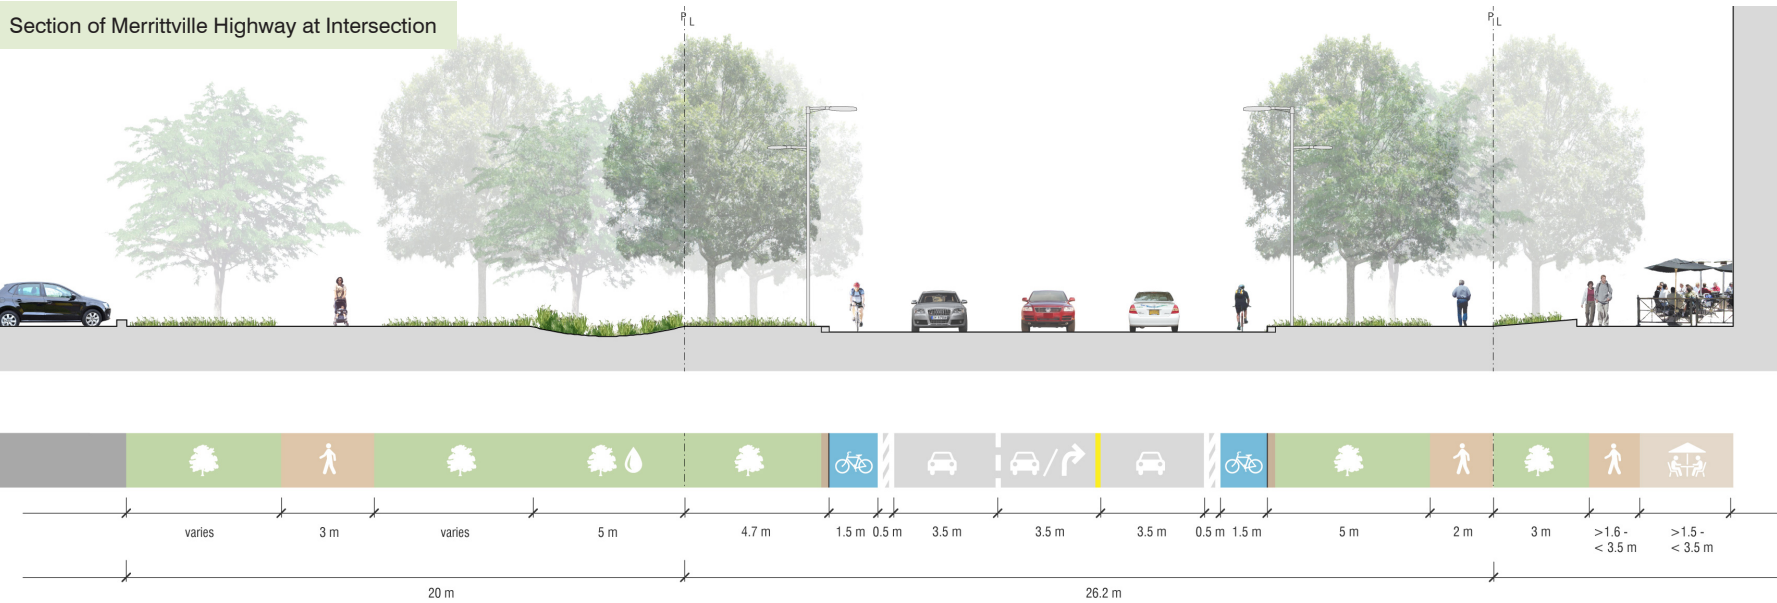 Section of Merrittville Highway at Intersection
PL
PL
varies
3 m
varies
5 m
4.7 m
1.5 m
0.5 m
3.5 m
3.5 m
3.5 m
0.5 m
1.5 m
5 m
2 m
3 m
>1.6 -
< 3.5 m
>1.5 -
< 3.5 m
20 m
26.2 m